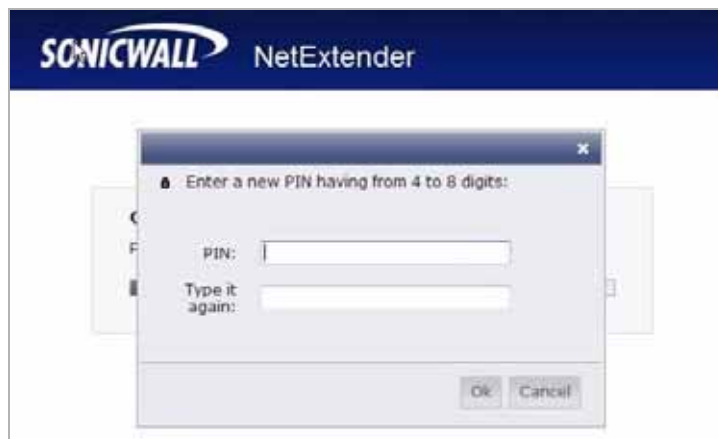 SONICWALL NetExtender
Enter a new PIN having from 4 to 8 digits:
PIN:
Type it
again:
Ok Cancel